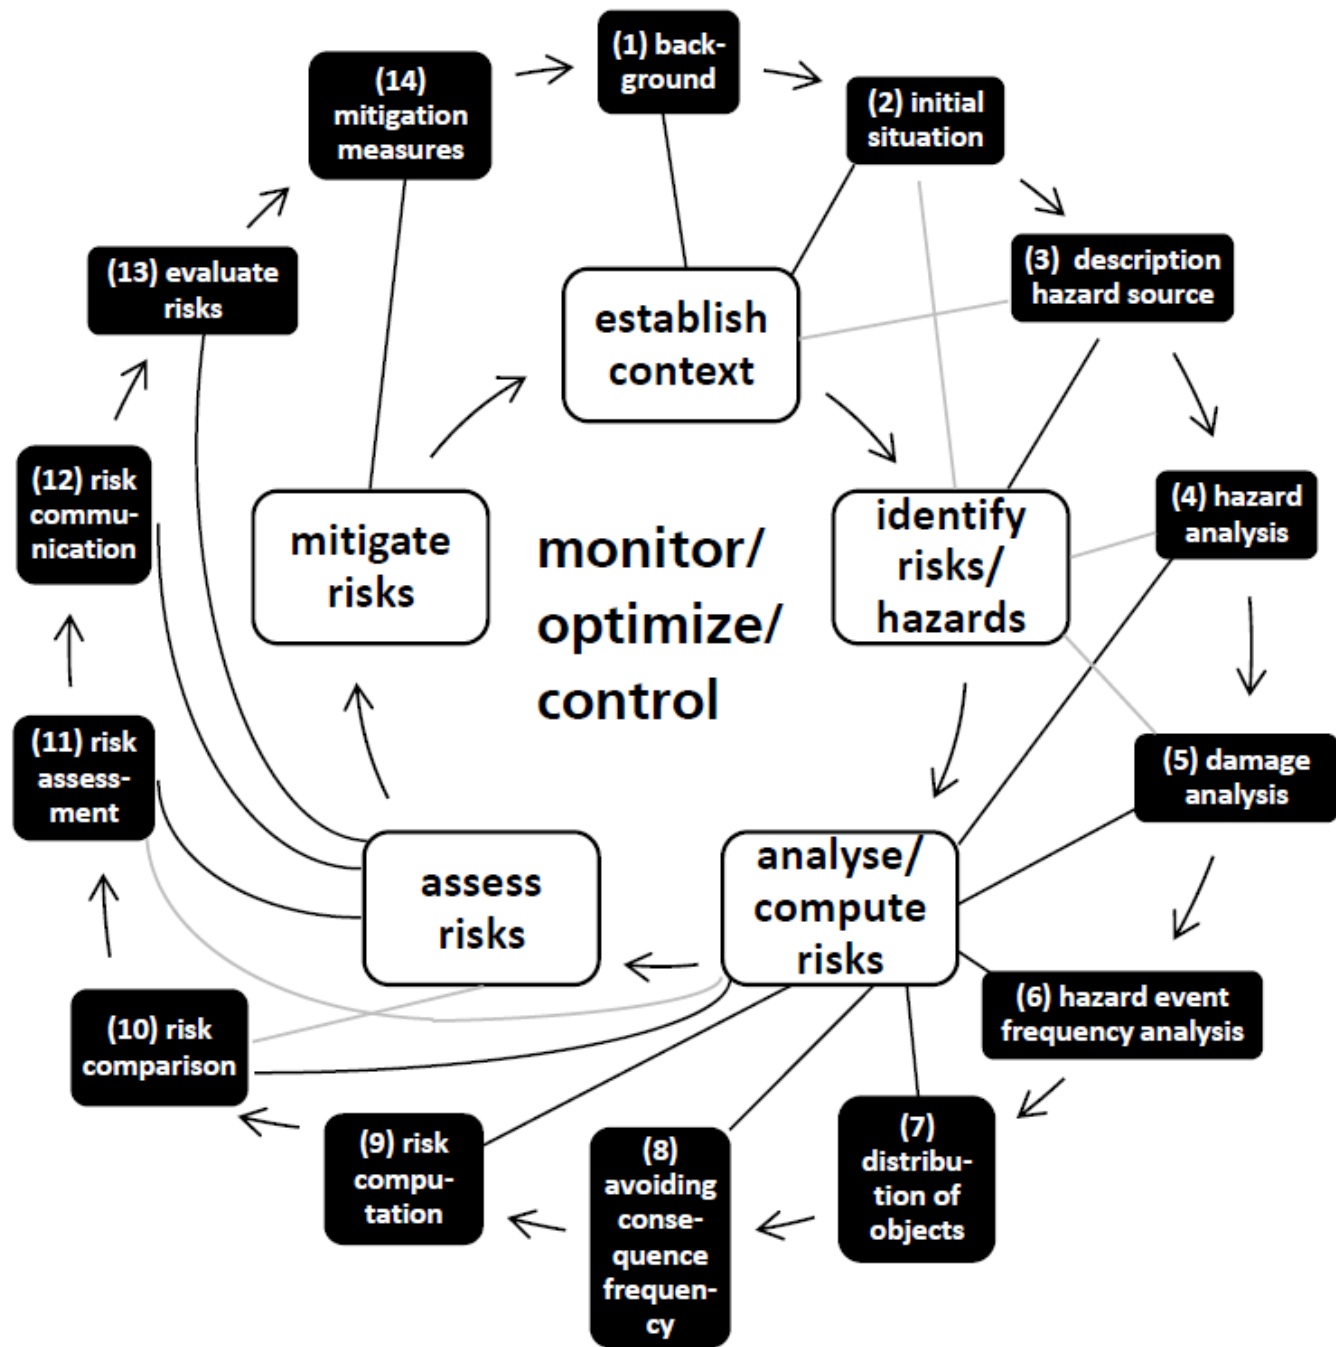 (1) back-
ground
(2) initial
situation
(3) description
hazard source
(4) hazard
analysis
(5) damage
analysis
(6) hazard event
frequency analysis
(7)
distribu-
tion of
objects
(8)
avoiding
conse-
quence
frequen-
cy
(9) risk
compu-
tation
(10) risk
comparison
(11) risk
assess-
ment
(12) risk
commu-
nication
(13) evaluate
risks
(14)
mitigation
measures
establish
context
identify
risks/
hazards
analyse/
compute
risks
assess
risks
mitigate
risks
monitor/
optimize/
control